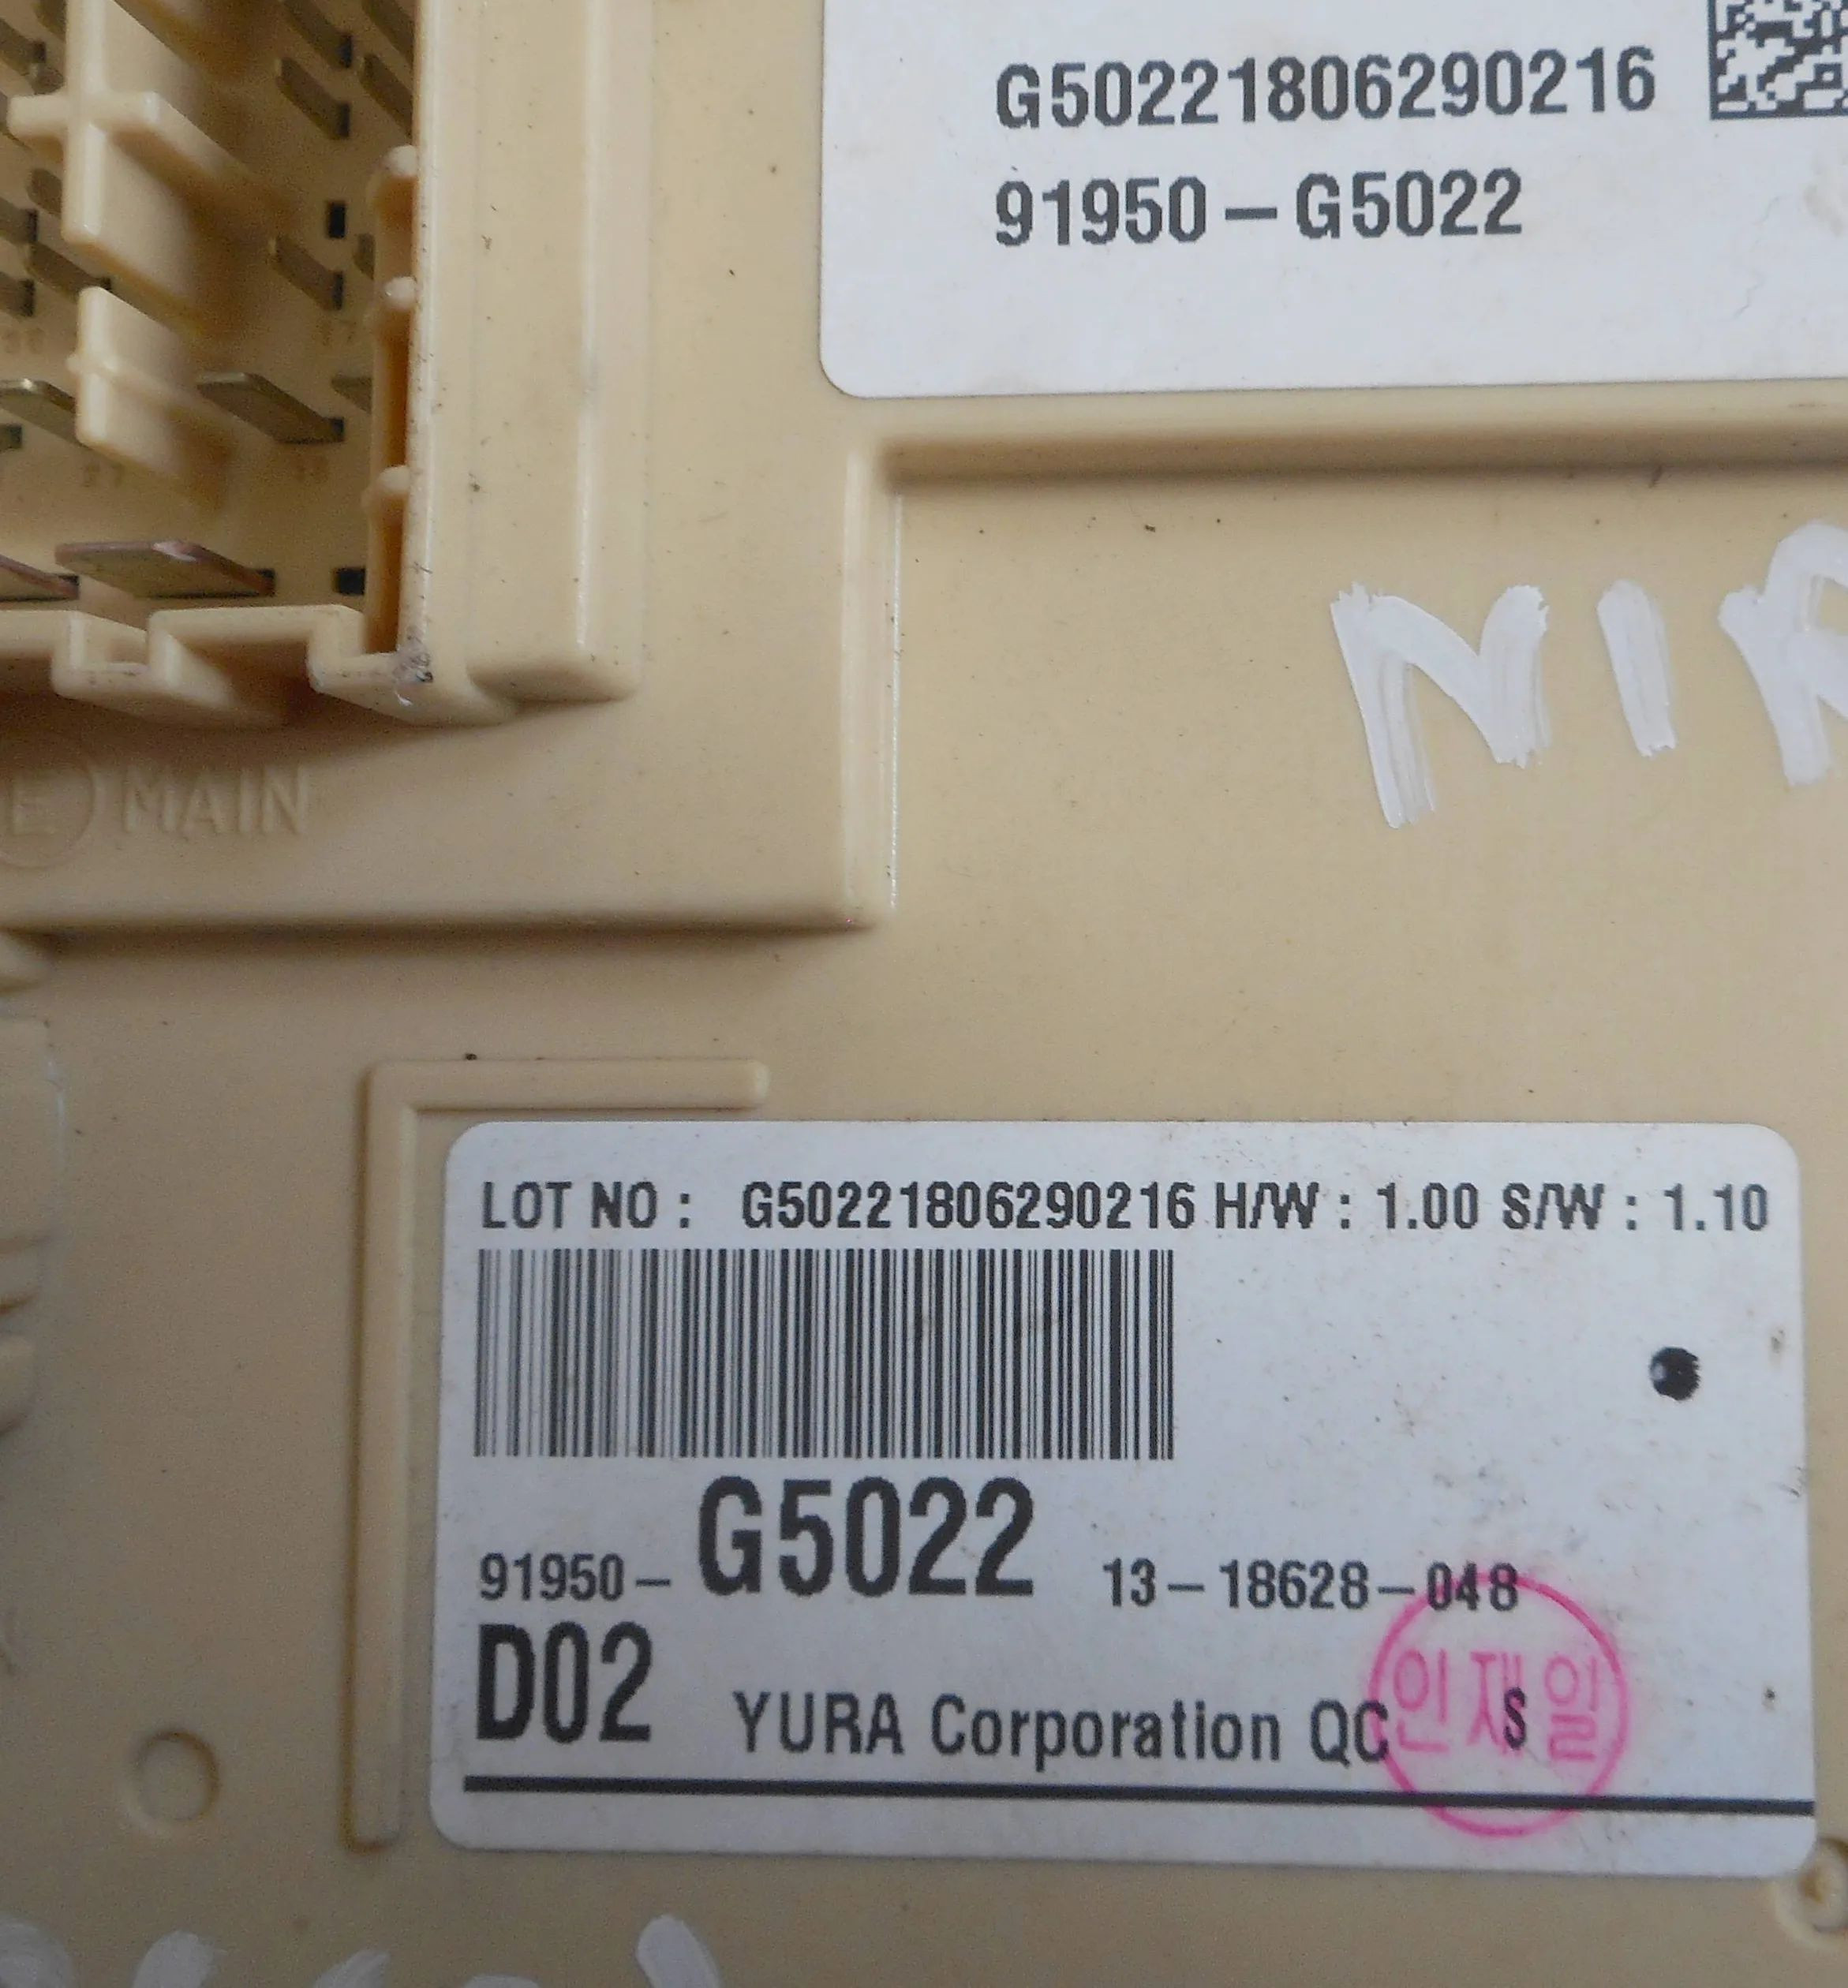 G50221806290216
91950-G5022
E MAIN
LOT NO : G50221806290216 H/W : 1.00 S/W : 1.10
91950- G5022 13-18628-048
D02 YURA Corporation QC S
인재일